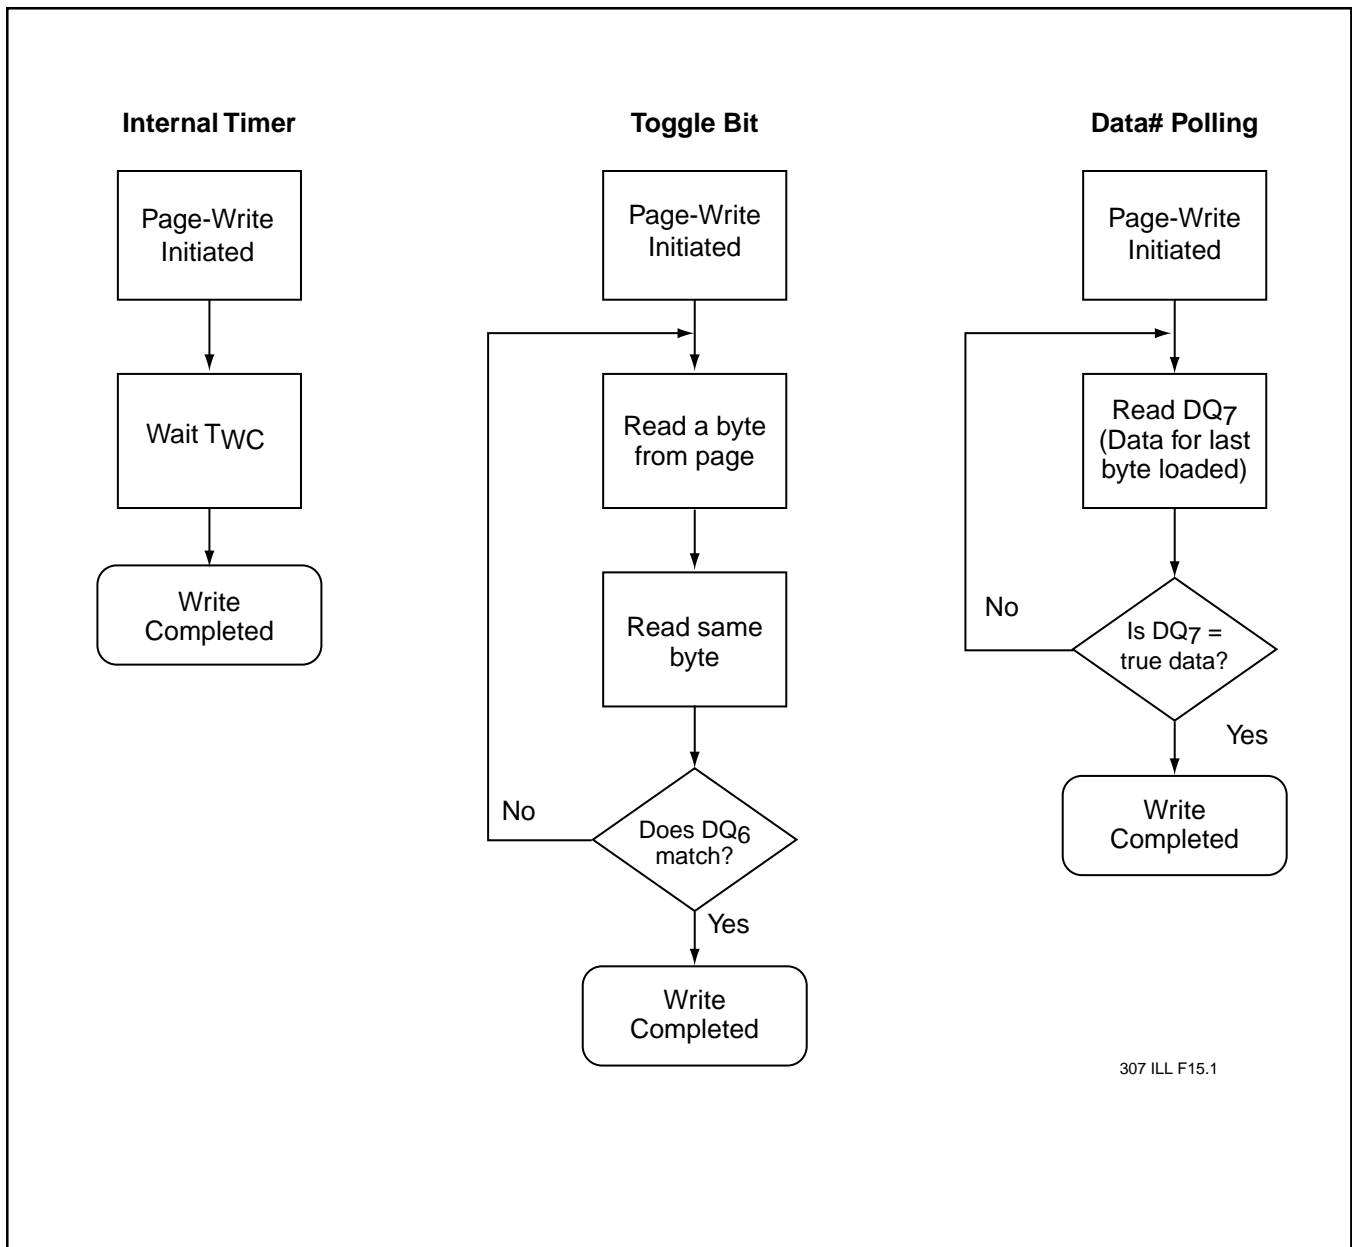 Internal Timer
Page-Write
Initiated
Wait TWC
Write
Completed
Toggle Bit
Page-Write
Initiated
Read a byte
from page
Read same
byte
No
Does DQ6
match?
Yes
Write
Completed
Data# Polling
Page-Write
Initiated
Read DQ7
(Data for last
byte loaded)
No
Is DQ7 =
true data?
Yes
Write
Completed
307 ILL F15.1